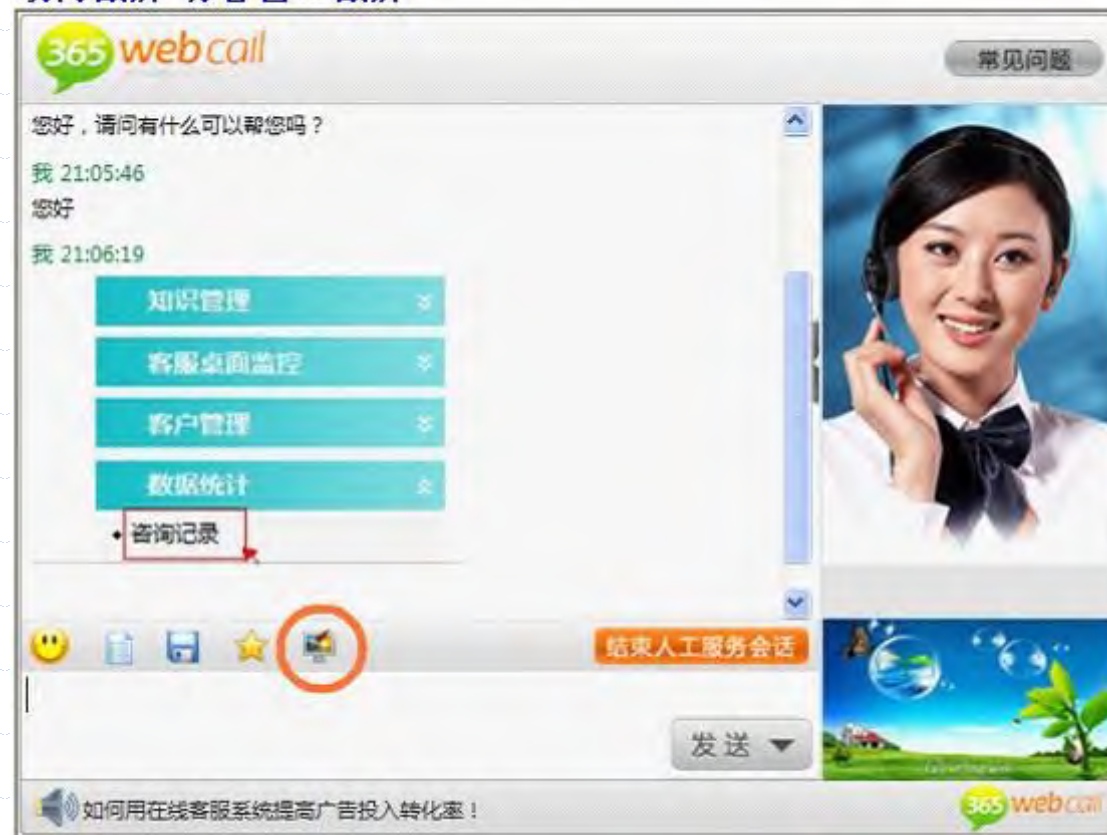 365 webcall
常见问题
您好，请问有什么可以帮您吗？
我 21:05:46
您好
我 21:06:19
知识管理
客服桌面监控
客户管理
数据统计
咨询记录
结束人工服务会话
发送
如何用在线客服系统提高广告投入转化率！
365 webcall